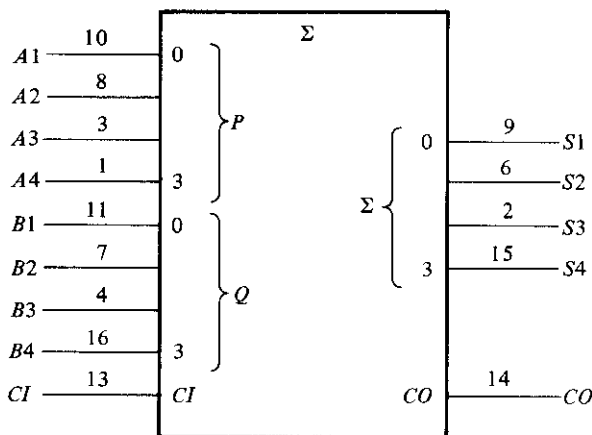 Σ
A1 10 0
A2 8
A3 3
P
A4 1 3
B1 11 0
B2 7
B3 4
Q
B4 16 3
CI 13 CI
Σ
0 9 S1
6 S2
2 S3
3 15 S4
CO 14 CO